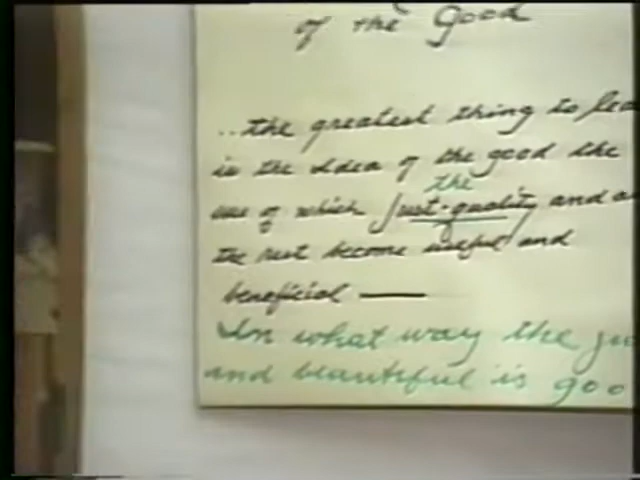 of the Good
..the greatest thing to lea
is the Idea of the good the
the
use of which just-quality and a
the rest become useful and
beneficial —
In what way the ju
and beautiful is goo